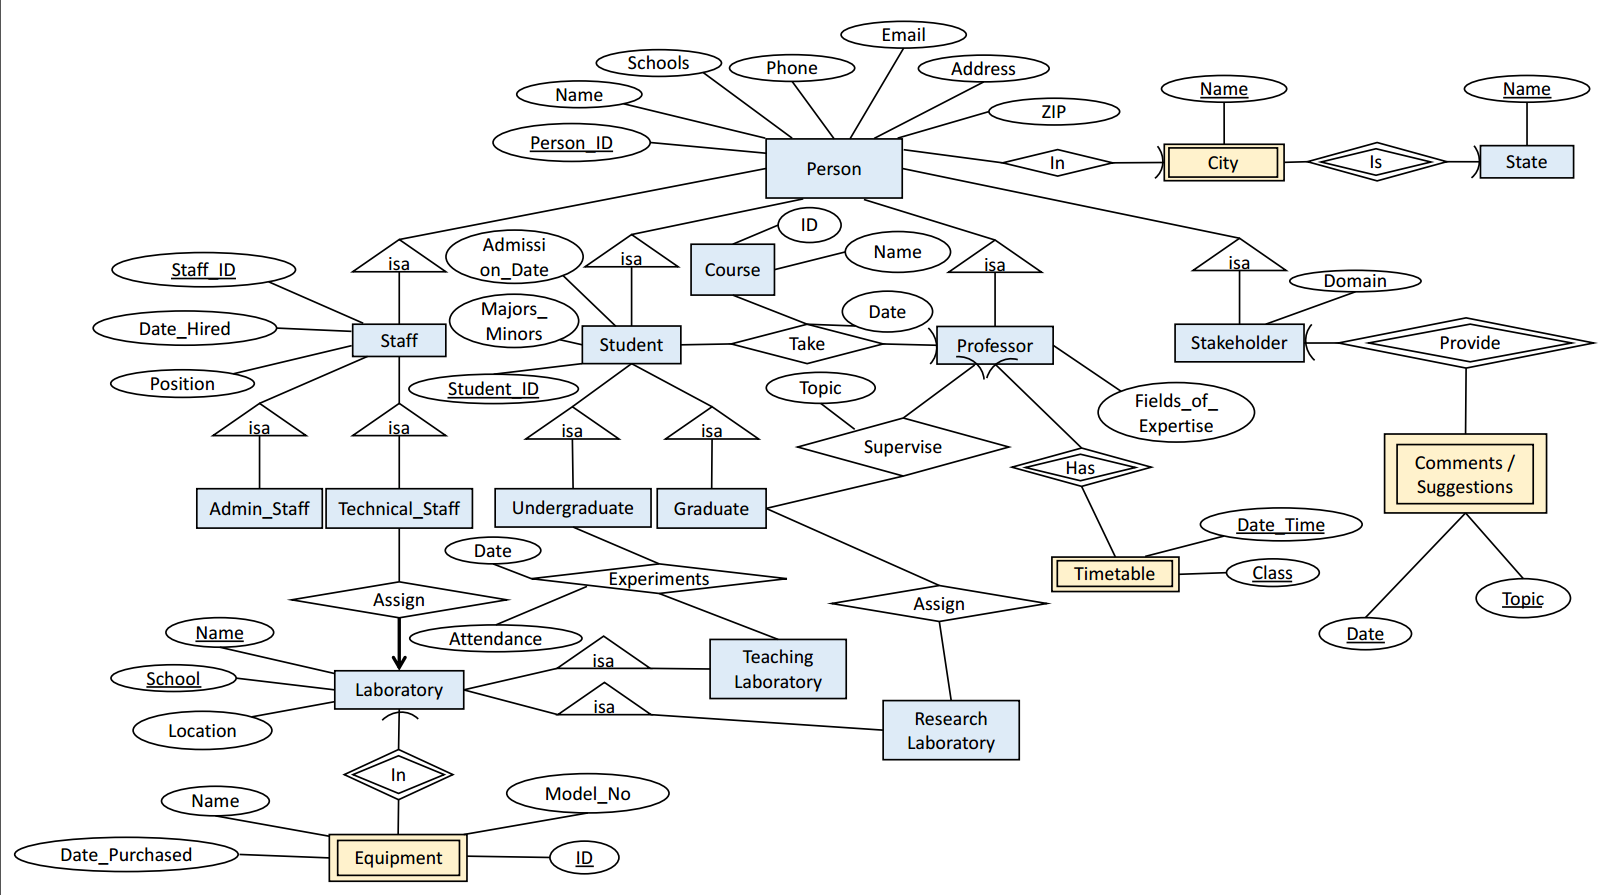 Email
Schools
Phone
Address
Name
ZIP
Person_ID
Name
Name
Person
In
City
Is
State
ID
Admissi
on_Date
Course
Name
isa
isa
isa
isa
Staff_ID
Date_Hired
Majors_
Minors
Date
Domain
Staff
Student
Take
Professor
Stakeholder
Provide
Position
Student_ID
Topic
Fields_of_
Expertise
isa
isa
isa
isa
Supervise
Has
Comments /
Suggestions
Admin_Staff
Technical_Staff
Undergraduate
Graduate
Date_Time
Date
Experiments
Timetable
Class
Assign
Assign
Topic
Date
Name
Attendance
School
isa
Teaching
Laboratory
Laboratory
isa
Location
Research
Laboratory
In
Name
Model_No
Date_Purchased
Equipment
ID